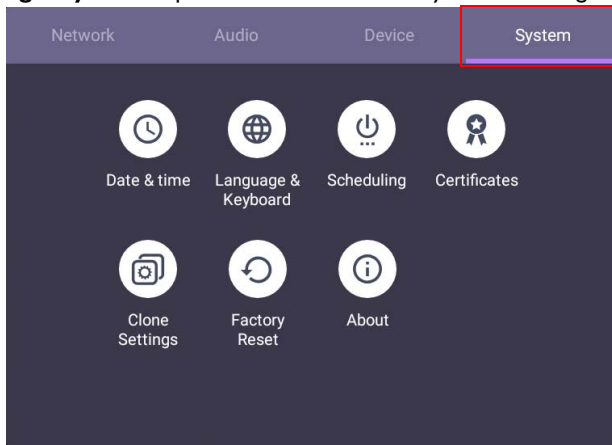 Network Audio Device System
Date & time Language & Keyboard Scheduling Certificates
Clone Settings Factory Reset About